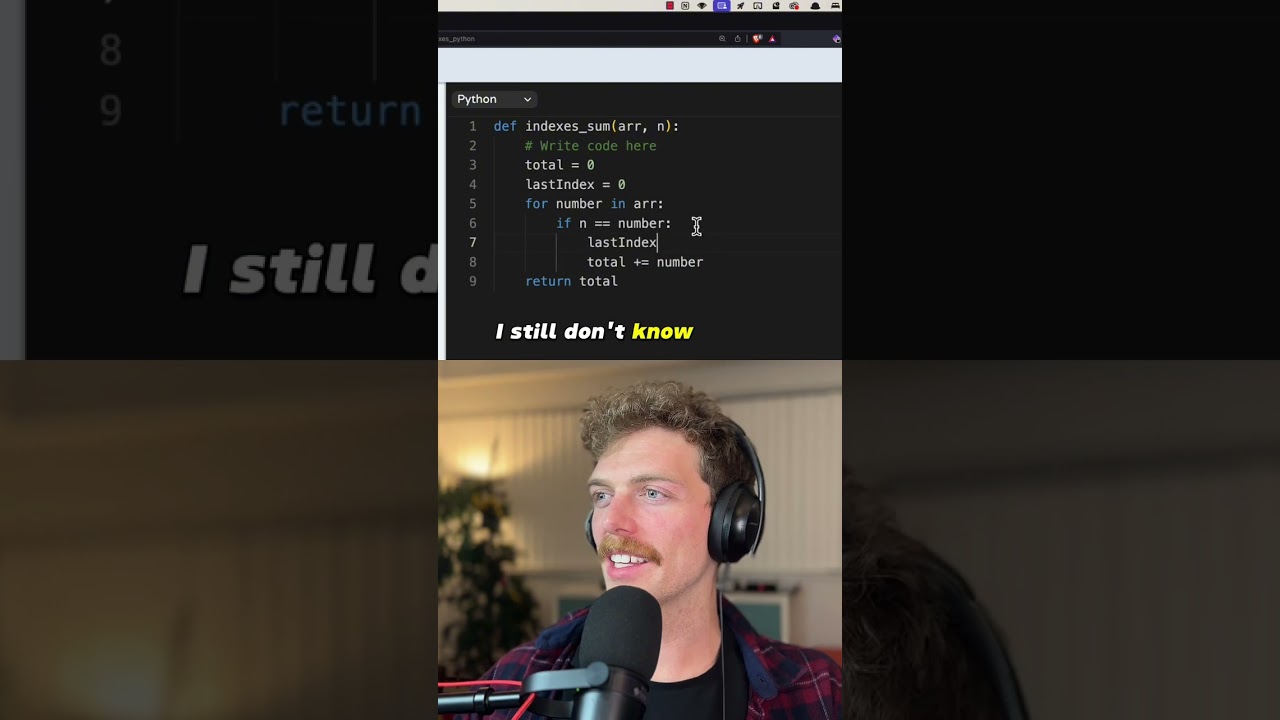 xes_python
Python
1 def indexes_sum(arr, n):
2 # Write code here
3 total = 0
4 lastIndex = 0
5 for number in arr:
6 if n == number:
7 lastIndex
8 total += number
9 return total
I still don't know
8
9 return
I still d